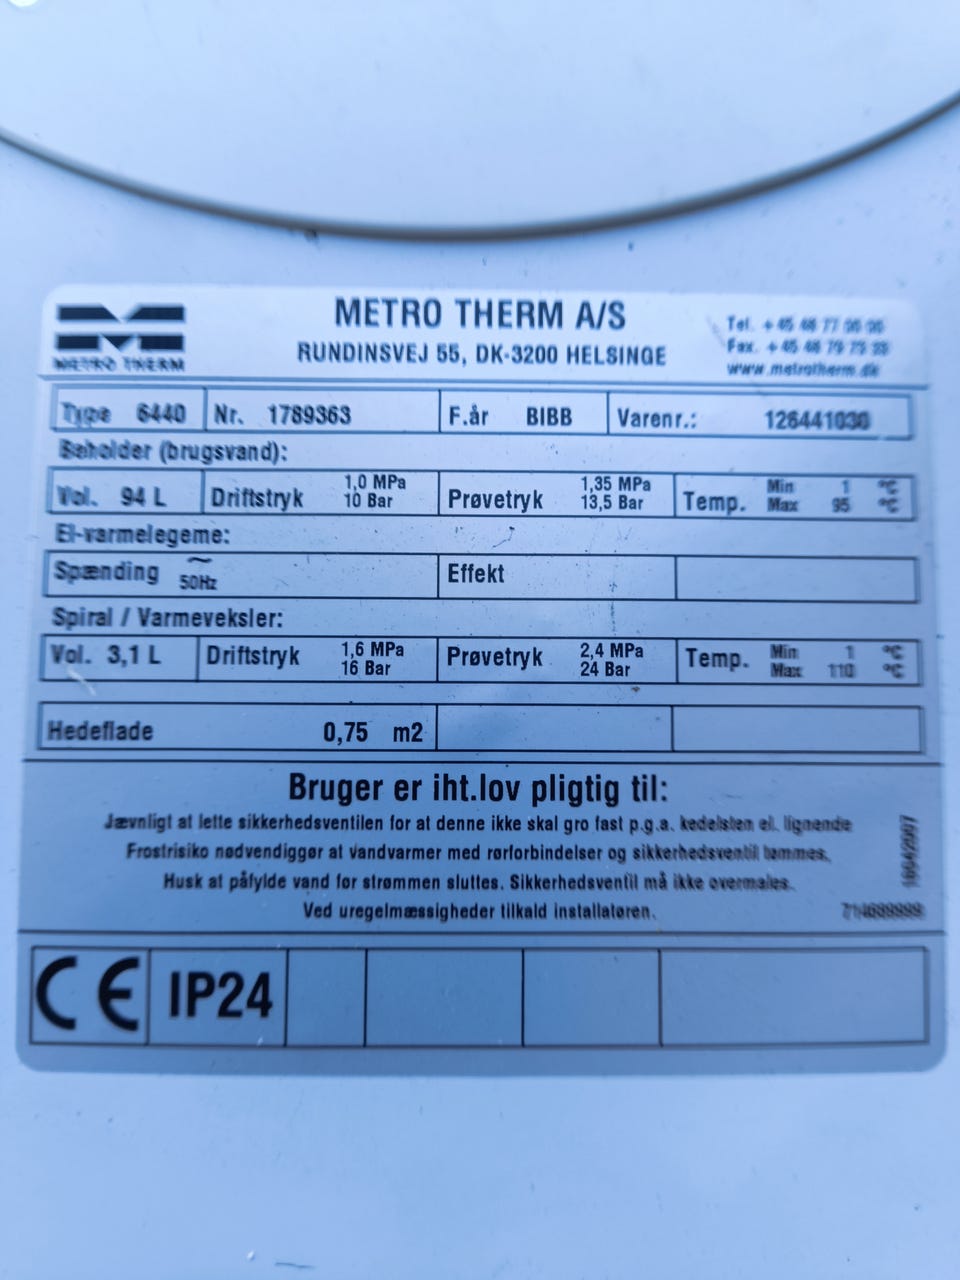 METRO THERM
METRO THERM A/S
RUNDINSVEJ 55, DK-3200 HELSINGE
Tel. +45 48 77 00 00
Fax. +45 48 79 73 33
www.metrotherm.dk
Type 6440 Nr. 1789363 F.år BIBB Varenr.: 126441030
Beholder (brugsvand):
Vol. 94 L Driftstryk 1,0 MPa 10 Bar Prøvetryk 1,35 MPa 13,5 Bar Temp. Min 1 °C Max 95 °C
El-varmelegeme:
Spænding ~ 50Hz Effekt
Spiral / Varmeveksler:
Vol. 3,1 L Driftstryk 1,6 MPa 16 Bar Prøvetryk 2,4 MPa 24 Bar Temp. Min 1 °C Max 110 °C
Hedeflade 0,75 m2
Bruger er iht.lov pligtig til:
Jævnligt at lette sikkerhedsventilen for at denne ikke skal gro fast p.g.a. kedelsten el. lignende
Frostrisiko nødvendiggør at vandvarmer med rørforbindelser og sikkerhedsventil tømmes.
Husk at påfylde vand før strømmen sluttes. Sikkerhedsventil må ikke overmales.
Ved uregelmæssigheder tilkald installatøren.
714689999
CE IP24